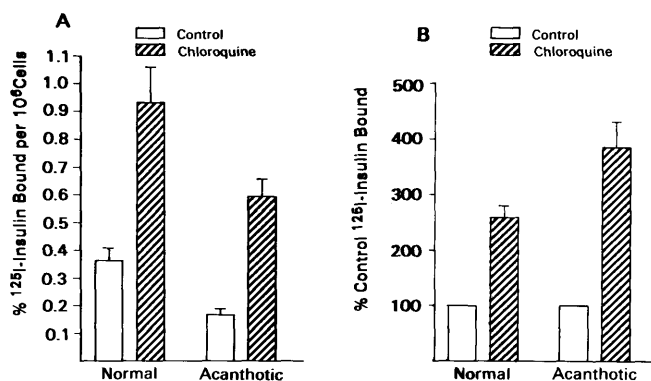 A
Control
Chloroquine
% ¹²⁵I-Insulin Bound per 10⁶Cells
1.1
1.0
0.9
0.8
0.7
0.6
0.5
0.4
0.3
0.2
0.1
Normal
Acanthotic
B
Control
Chloroquine
% Control ¹²⁵I-Insulin Bound
500
400
300
200
100
Normal
Acanthotic